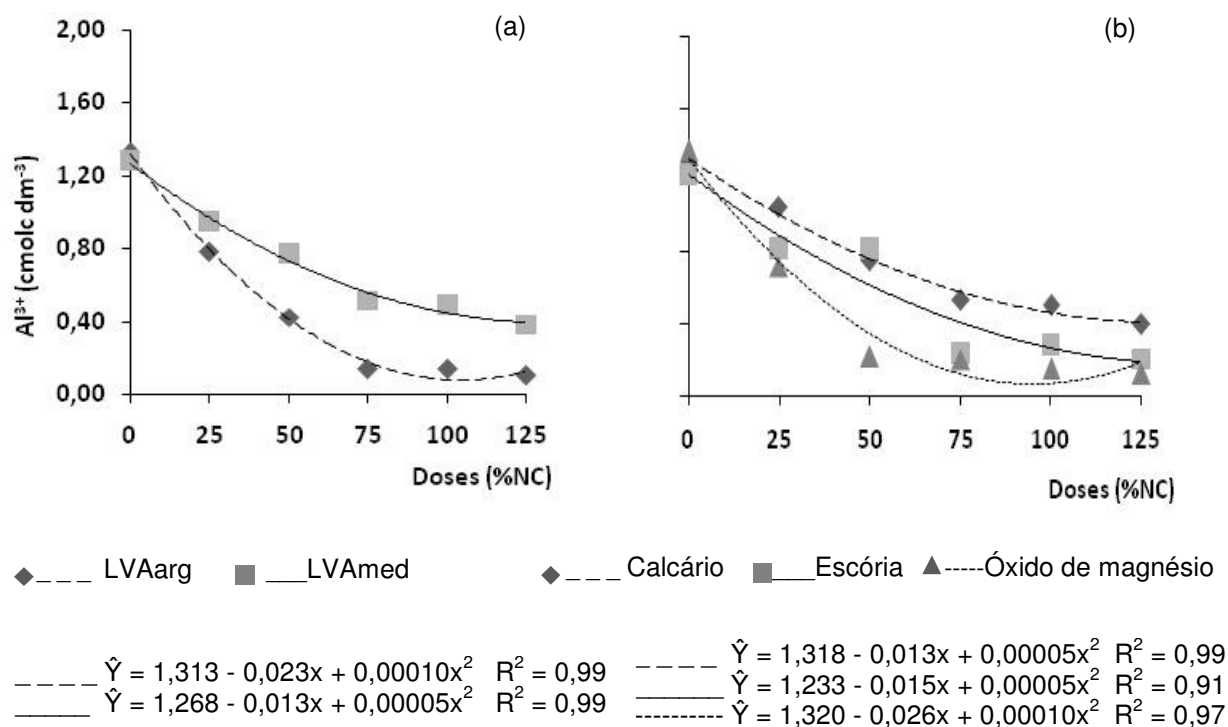 2,00
1,60
1,20
0,80
0,40
0,00
Al³⁺ (cmolc dm⁻³)
(a)
0 25 50 75 100 125
Doses (%NC)
(b)
0 25 50 75 100 125
Doses (%NC)
_ _ _ LVAarg ___LVAmed
_ _ _ Calcário ___Escória -----Óxido de magnésio
_ _ _ _ Ŷ = 1,313 - 0,023x + 0,00010x² R² = 0,99
_____ Ŷ = 1,268 - 0,013x + 0,00005x² R² = 0,99
_ _ _ _ Ŷ = 1,318 - 0,013x + 0,00005x² R² = 0,99
______ Ŷ = 1,233 - 0,015x + 0,00005x² R² = 0,91
----------- Ŷ = 1,320 - 0,026x + 0,00010x² R² = 0,97